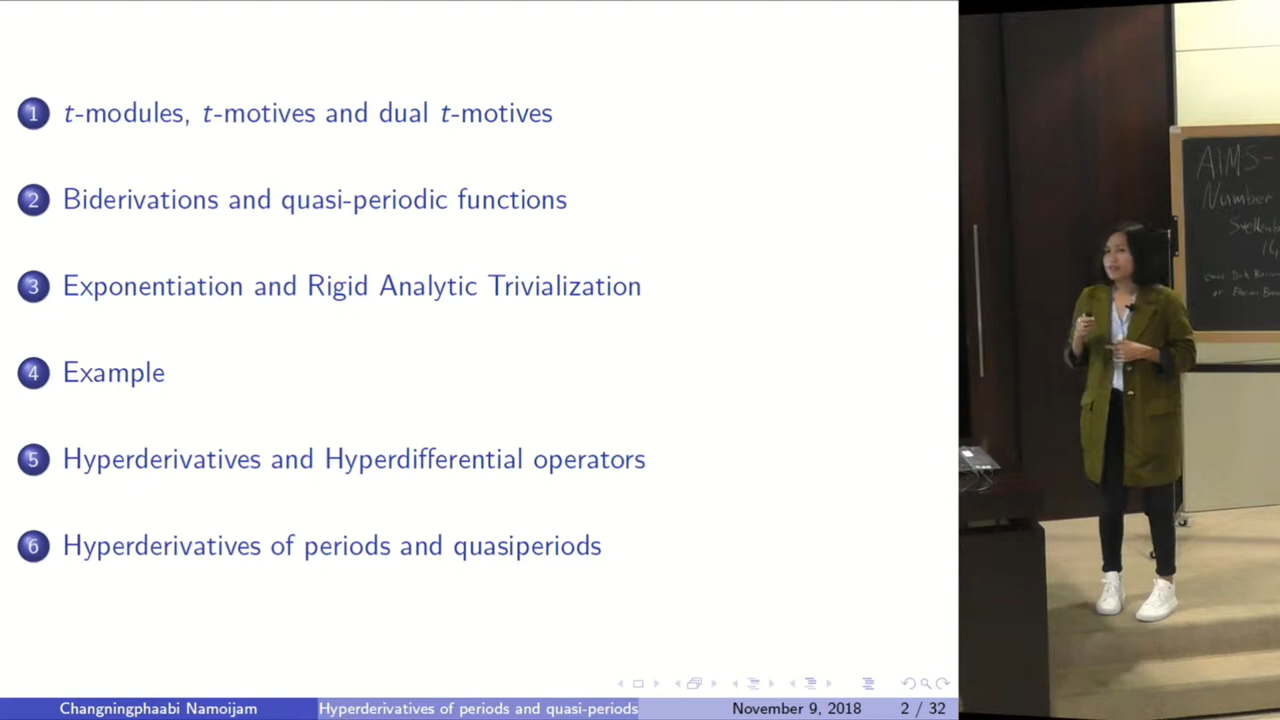 1 t-modules, t-motives and dual t-motives
2 Biderivations and quasi-periodic functions
3 Exponentiation and Rigid Analytic Trivialization
4 Example
5 Hyperderivatives and Hyperdifferential operators
6 Hyperderivatives of periods and quasiperiods
Changningphaabi Namoijam Hyperderivatives of periods and quasi-periods November 9, 2018 2 / 32
AIMS-
Number